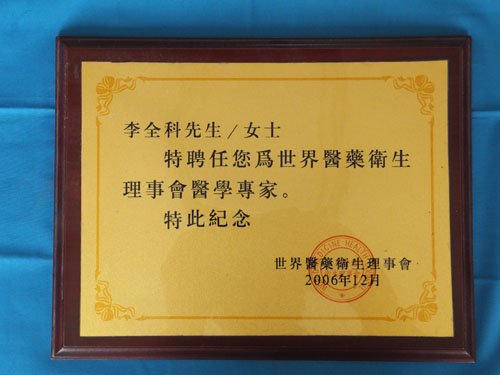 李全科先生/女士
特聘任您爲世界醫藥衛生
理事會醫學專家。
特此紀念
世界醫藥衛生理事會
2006年12月